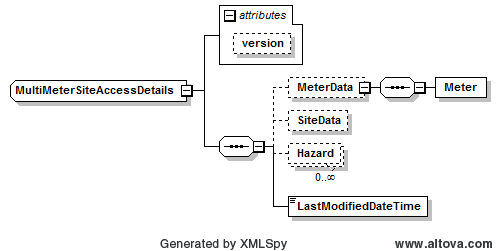 attributes
version
MultiMeterSiteAccessDetails
MeterData
Meter
SiteData
Hazard
0..∞
LastModifiedDateTime
Generated by XMLSpy
www.altova.com